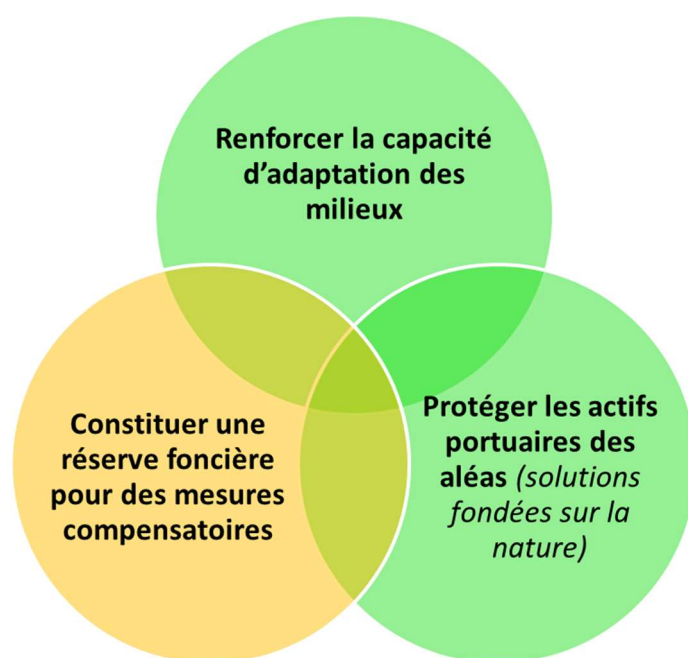 Renforcer la capacité
d’adaptation des
milieux
Constituer une
réserve foncière
pour des mesures
compensatoires
Protéger les actifs
portuaires des
aléas (solutions
fondées sur la
nature)